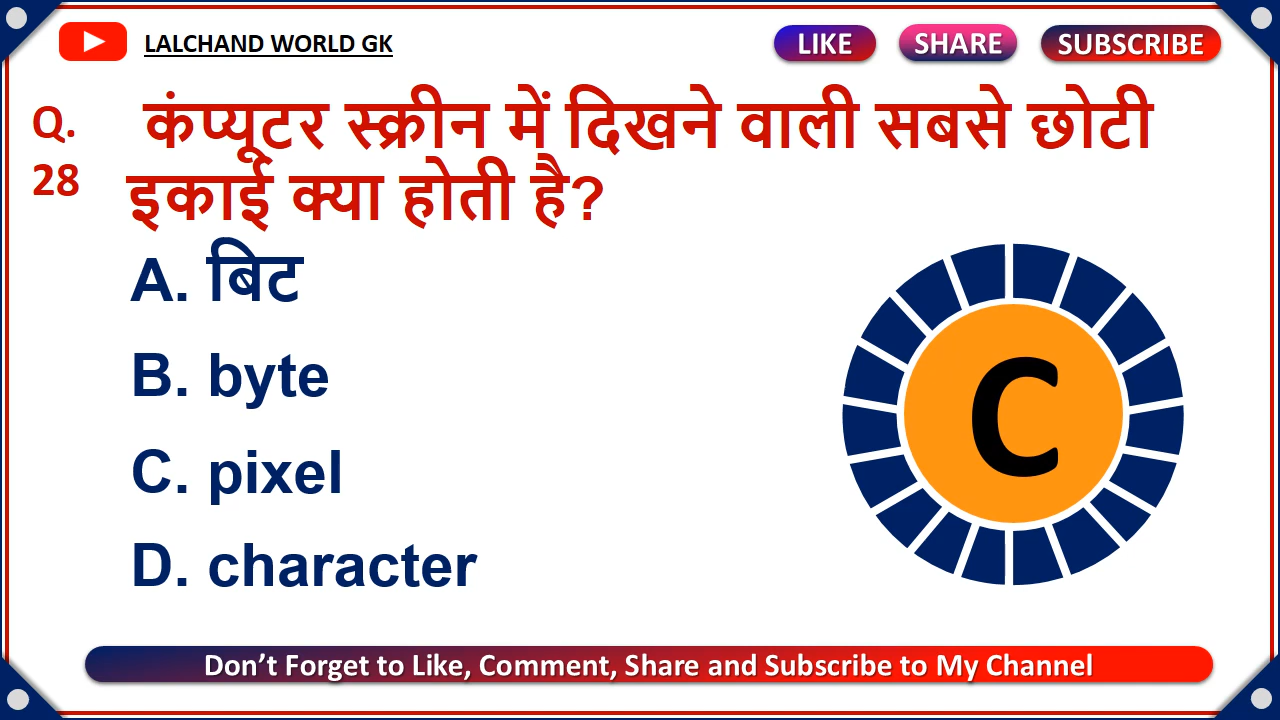 LALCHAND WORLD GK
LIKE
SHARE
SUBSCRIBE
Q. 28
कंप्यूटर स्क्रीन में दिखने वाली सबसे छोटी
इकाई क्या होती है?
A. बिट
B. byte
C. pixel
D. character
C
Don't Forget to Like, Comment, Share and Subscribe to My Channel